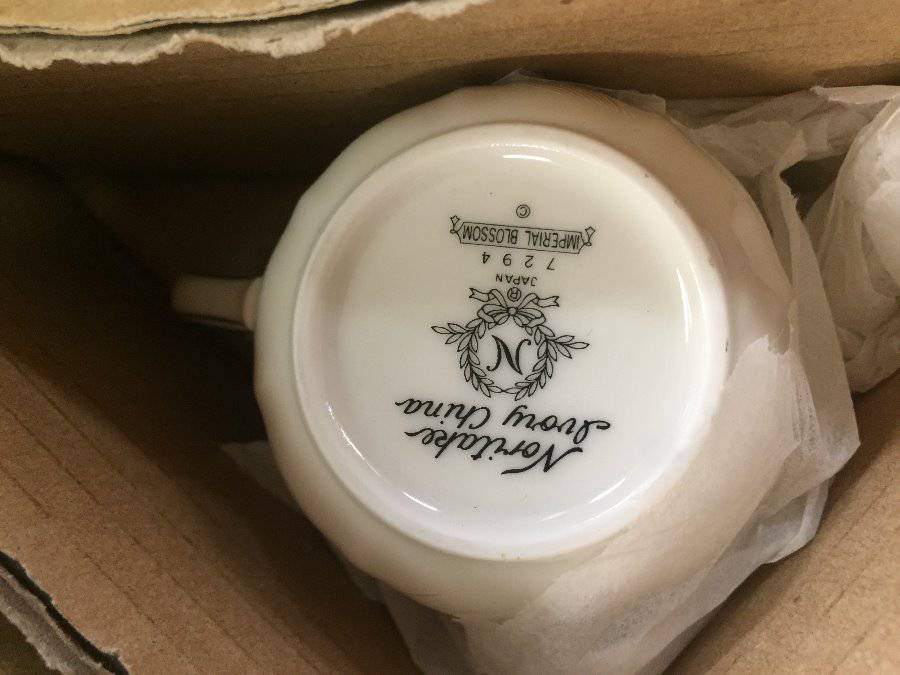 Noritake
Ivory China
N
®
JAPAN
7294
IMPERIAL BLOSSOM
©